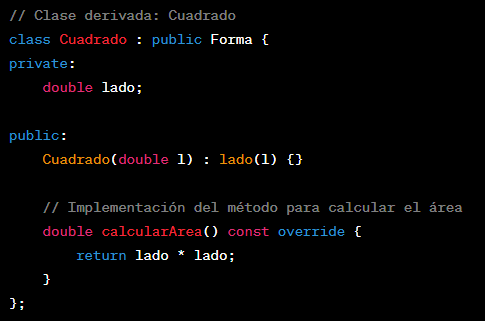 // Clase derivada: Cuadrado
class Cuadrado : public Forma {
private:
    double lado;

public:
    Cuadrado(double l) : lado(l) {}

    // Implementación del método para calcular el área
    double calcularArea() const override {
        return lado * lado;
    }
};